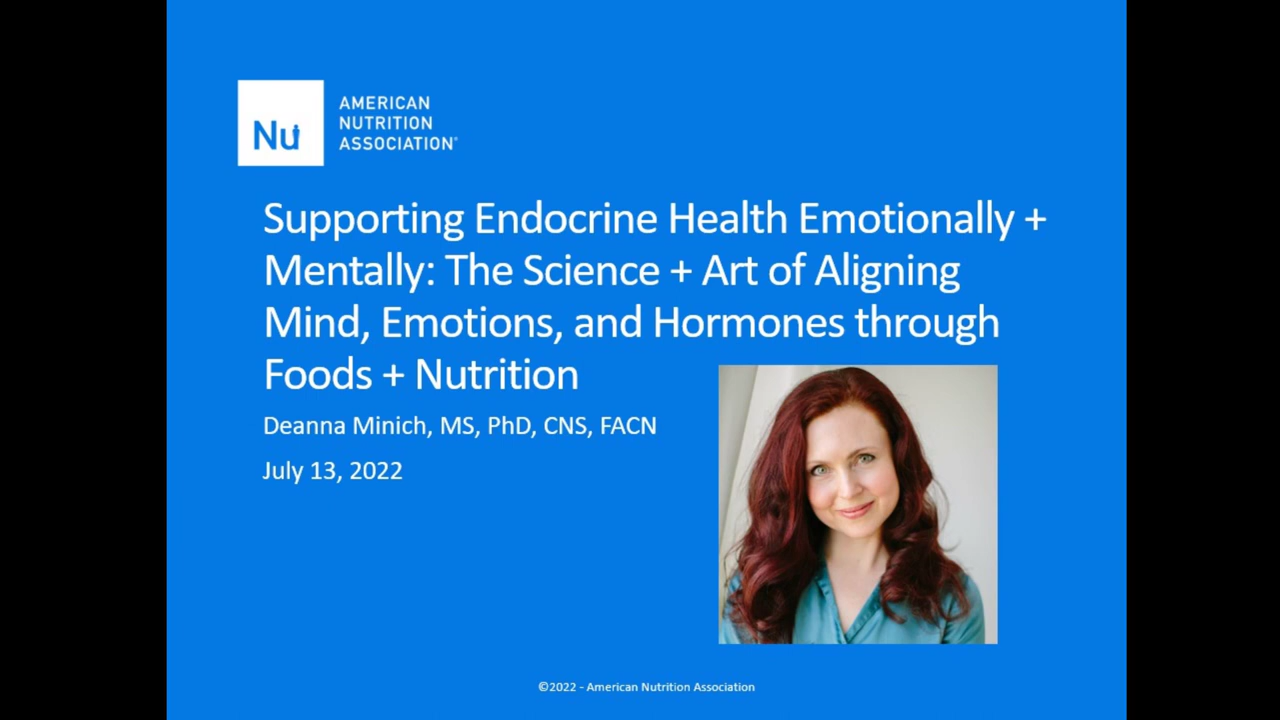 Nu
AMERICAN
NUTRITION
ASSOCIATION®
Supporting Endocrine Health Emotionally +
Mentally: The Science + Art of Aligning
Mind, Emotions, and Hormones through
Foods + Nutrition
Deanna Minich, MS, PhD, CNS, FACN
July 13, 2022
©2022 - American Nutrition Association